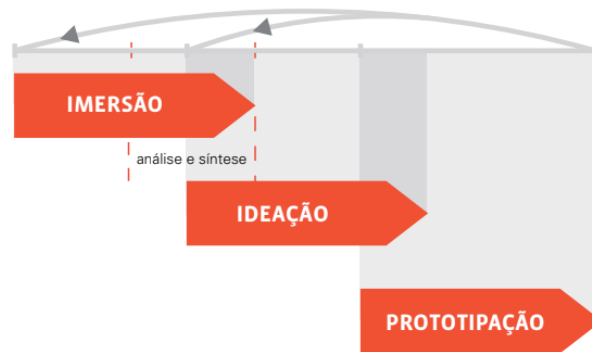 IMERSÃO
análise e síntese
IDEAÇÃO
PROTOTIPAÇÃO